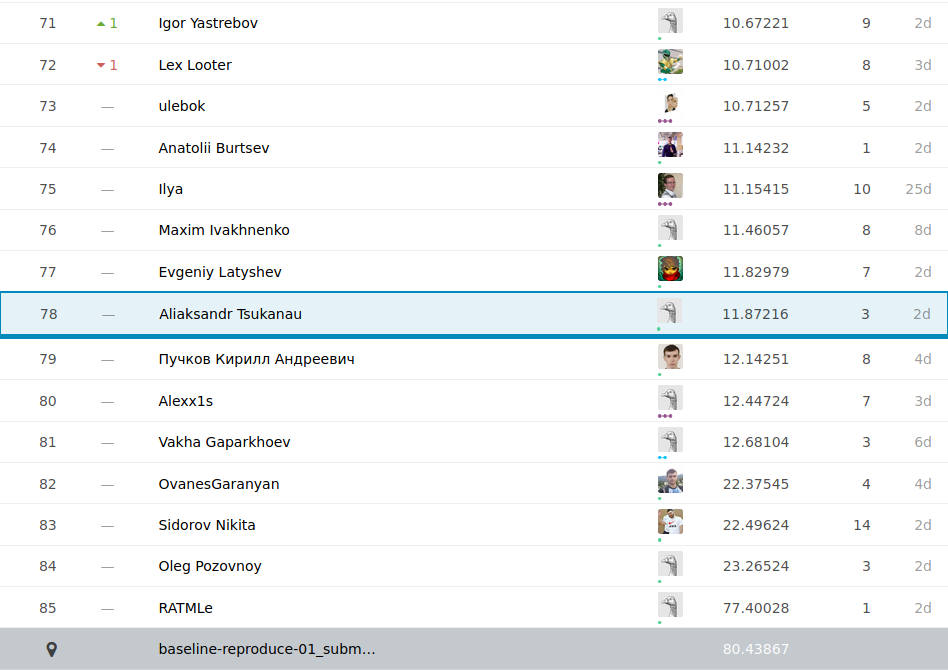 71 1 Igor Yastrebov 10.67221 9 2d
72 1 Lex Looter 10.71002 8 3d
73 — ulebok 10.71257 5 2d
74 — Anatolii Burtsev 11.14232 1 2d
75 — Ilya 11.15415 10 25d
76 — Maxim Ivakhnenko 11.46057 8 8d
77 — Evgeniy Latyshev 11.82979 7 2d
78 — Aliaksandr Tsukanau 11.87216 3 2d
79 — Пучков Кирилл Андреевич 12.14251 8 4d
80 — Alexx1s 12.44724 7 3d
81 — Vakha Gaparkhoev 12.68104 3 6d
82 — OvanesGaranyan 22.37545 4 4d
83 — Sidorov Nikita 22.49624 14 2d
84 — Oleg Pozovnoy 23.26524 3 2d
85 — RATMLe 77.40028 1 2d
baseline-reproduce-01_subm... 80.43867